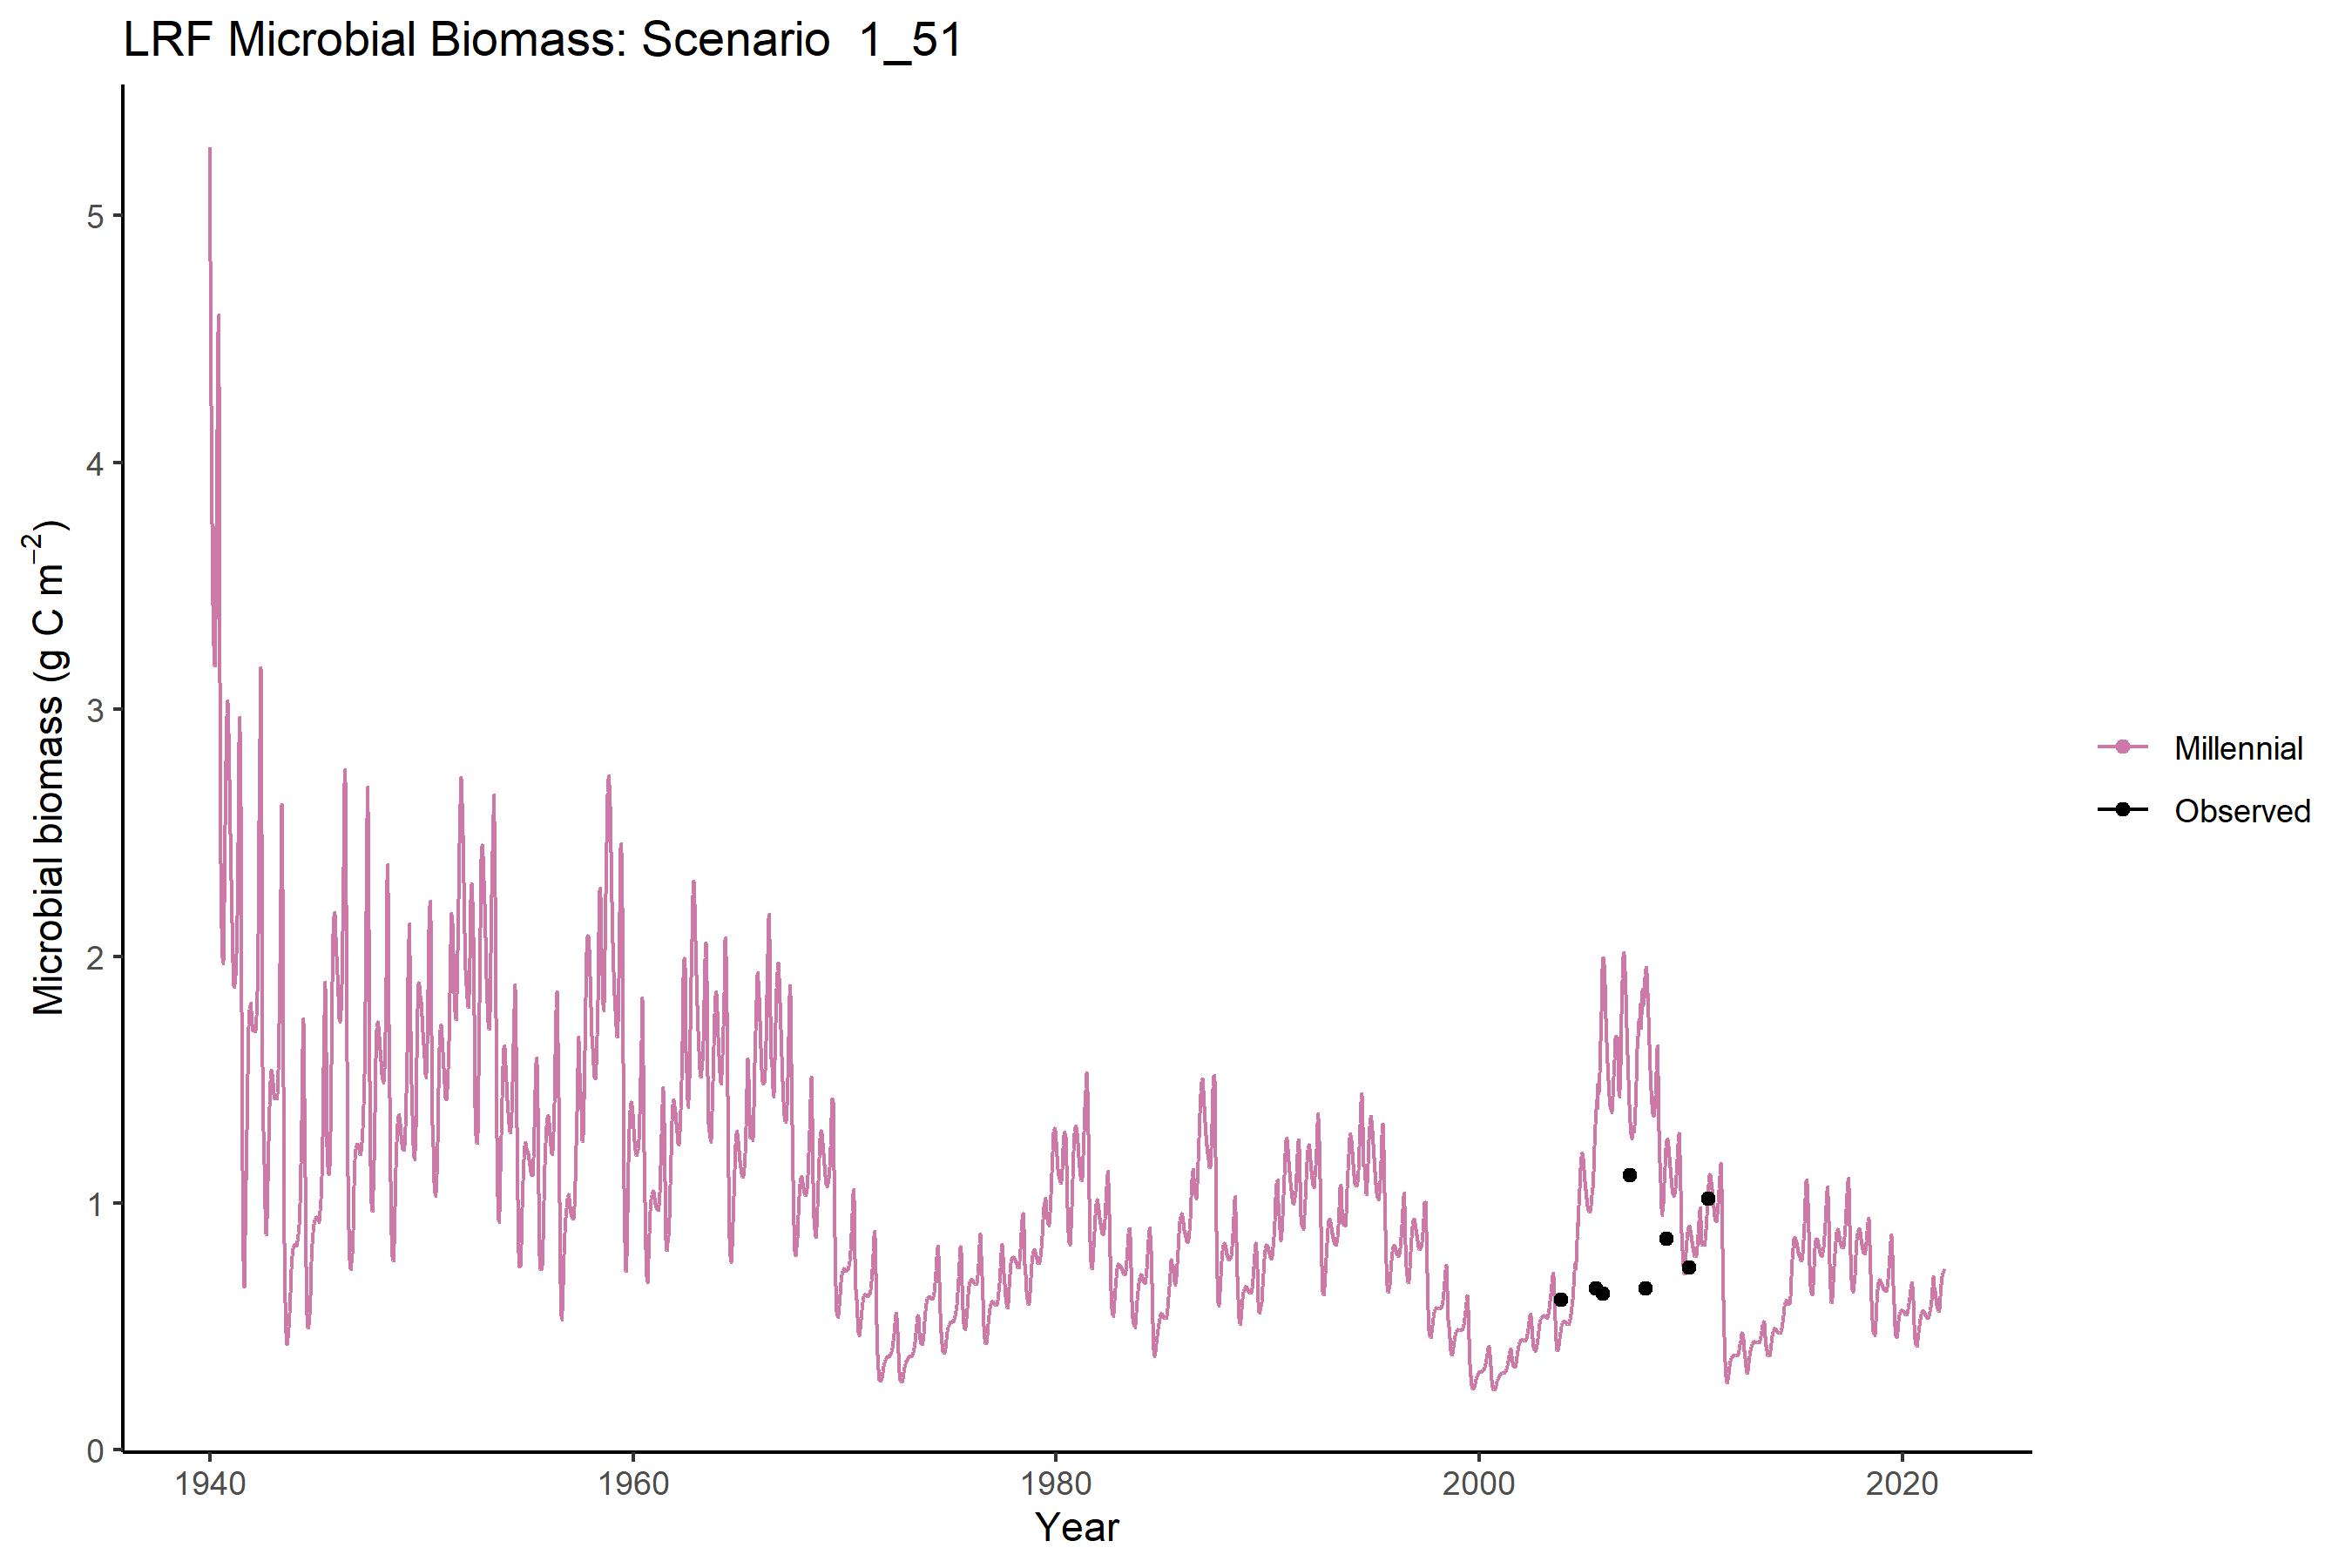 LRF Microbial Biomass: Scenario  1_51
Microbial biomass (g C m⁻²)
5
4
3
2
1
0
1940 1960 1980 2000 2020
Year
Millennial
Observed